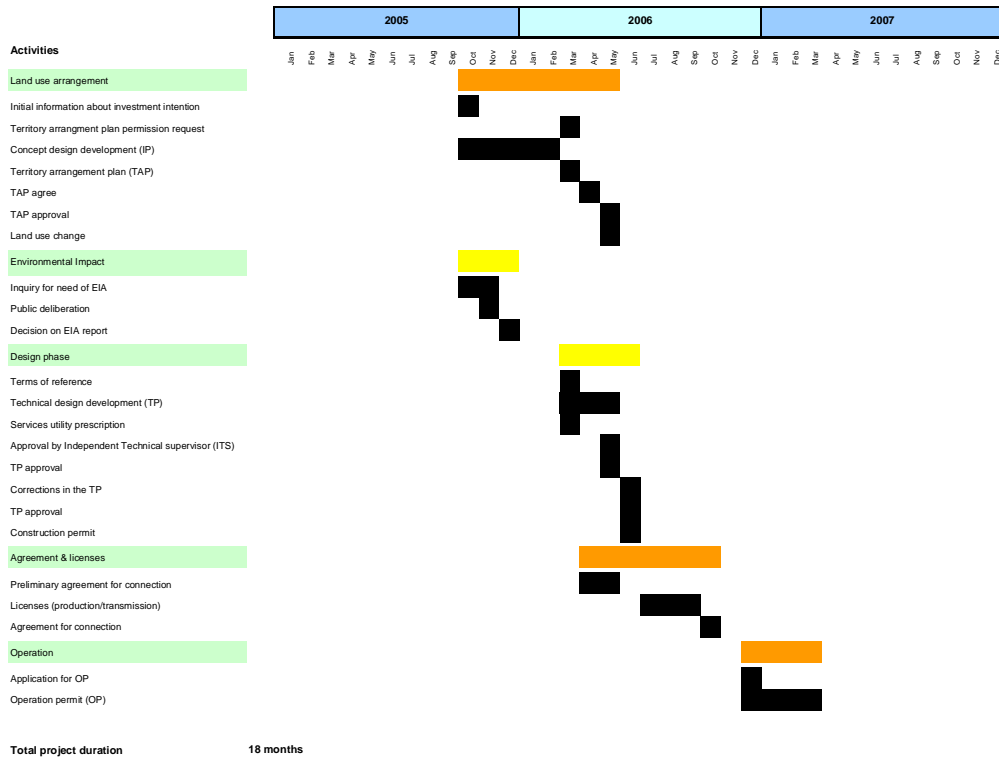 2005 2006 2007
Activities
Jan Feb Mar Apr May Jun Jul Aug Sep Oct Nov Dec Jan Feb Mar Apr May Jun Jul Aug Sep Oct Nov Dec Jan Feb Mar Apr May Jun Jul Aug Sep Oct Nov Dec
Land use arrangement
Initial information about investment intention
Territory arrangment plan permission request
Concept design development (IP)
Territory arrangement plan (TAP)
TAP agree
TAP approval
Land use change
Environmental Impact
Inquiry for need of EIA
Public deliberation
Decision on EIA report
Design phase
Terms of reference
Technical design development (TP)
Services utility prescription
Approval by Independent Technical supervisor (ITS)
TP approval
Corrections in the TP
TP approval
Construction permit
Agreement & licenses
Preliminary agreement for connection
Licenses (production/transmission)
Agreement for connection
Operation
Application for OP
Operation permit (OP)
Total project duration 18 months